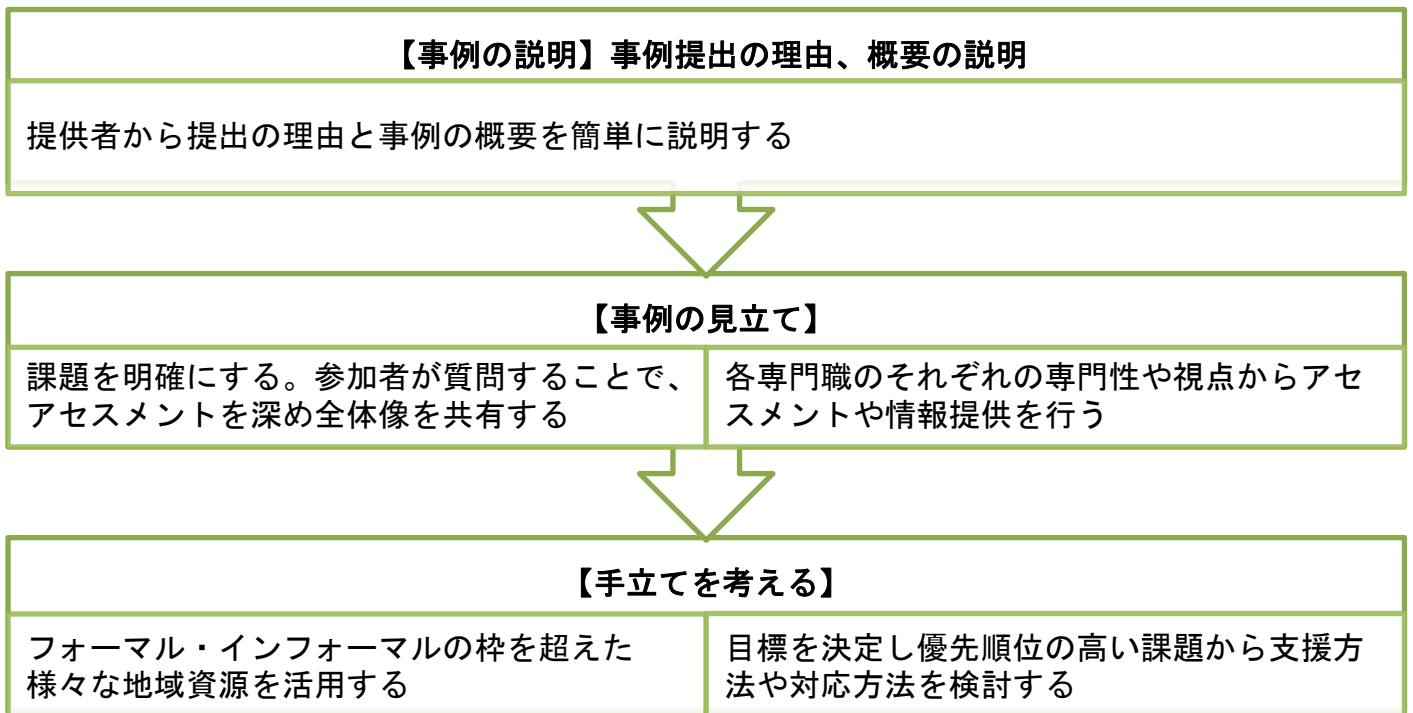 【事例の説明】事例提出の理由、概要の説明
提供者から提出の理由と事例の概要を簡単に説明する
【事例の見立て】
課題を明確にする。参加者が質問することで、
アセスメントを深め全体像を共有する
各専門職のそれぞれの専門性や視点からアセ
スメントや情報提供を行う
【手立てを考える】
フォーマル・インフォーマルの枠を超えた
様々な地域資源を活用する
目標を決定し優先順位の高い課題から支援方
法や対応方法を検討する